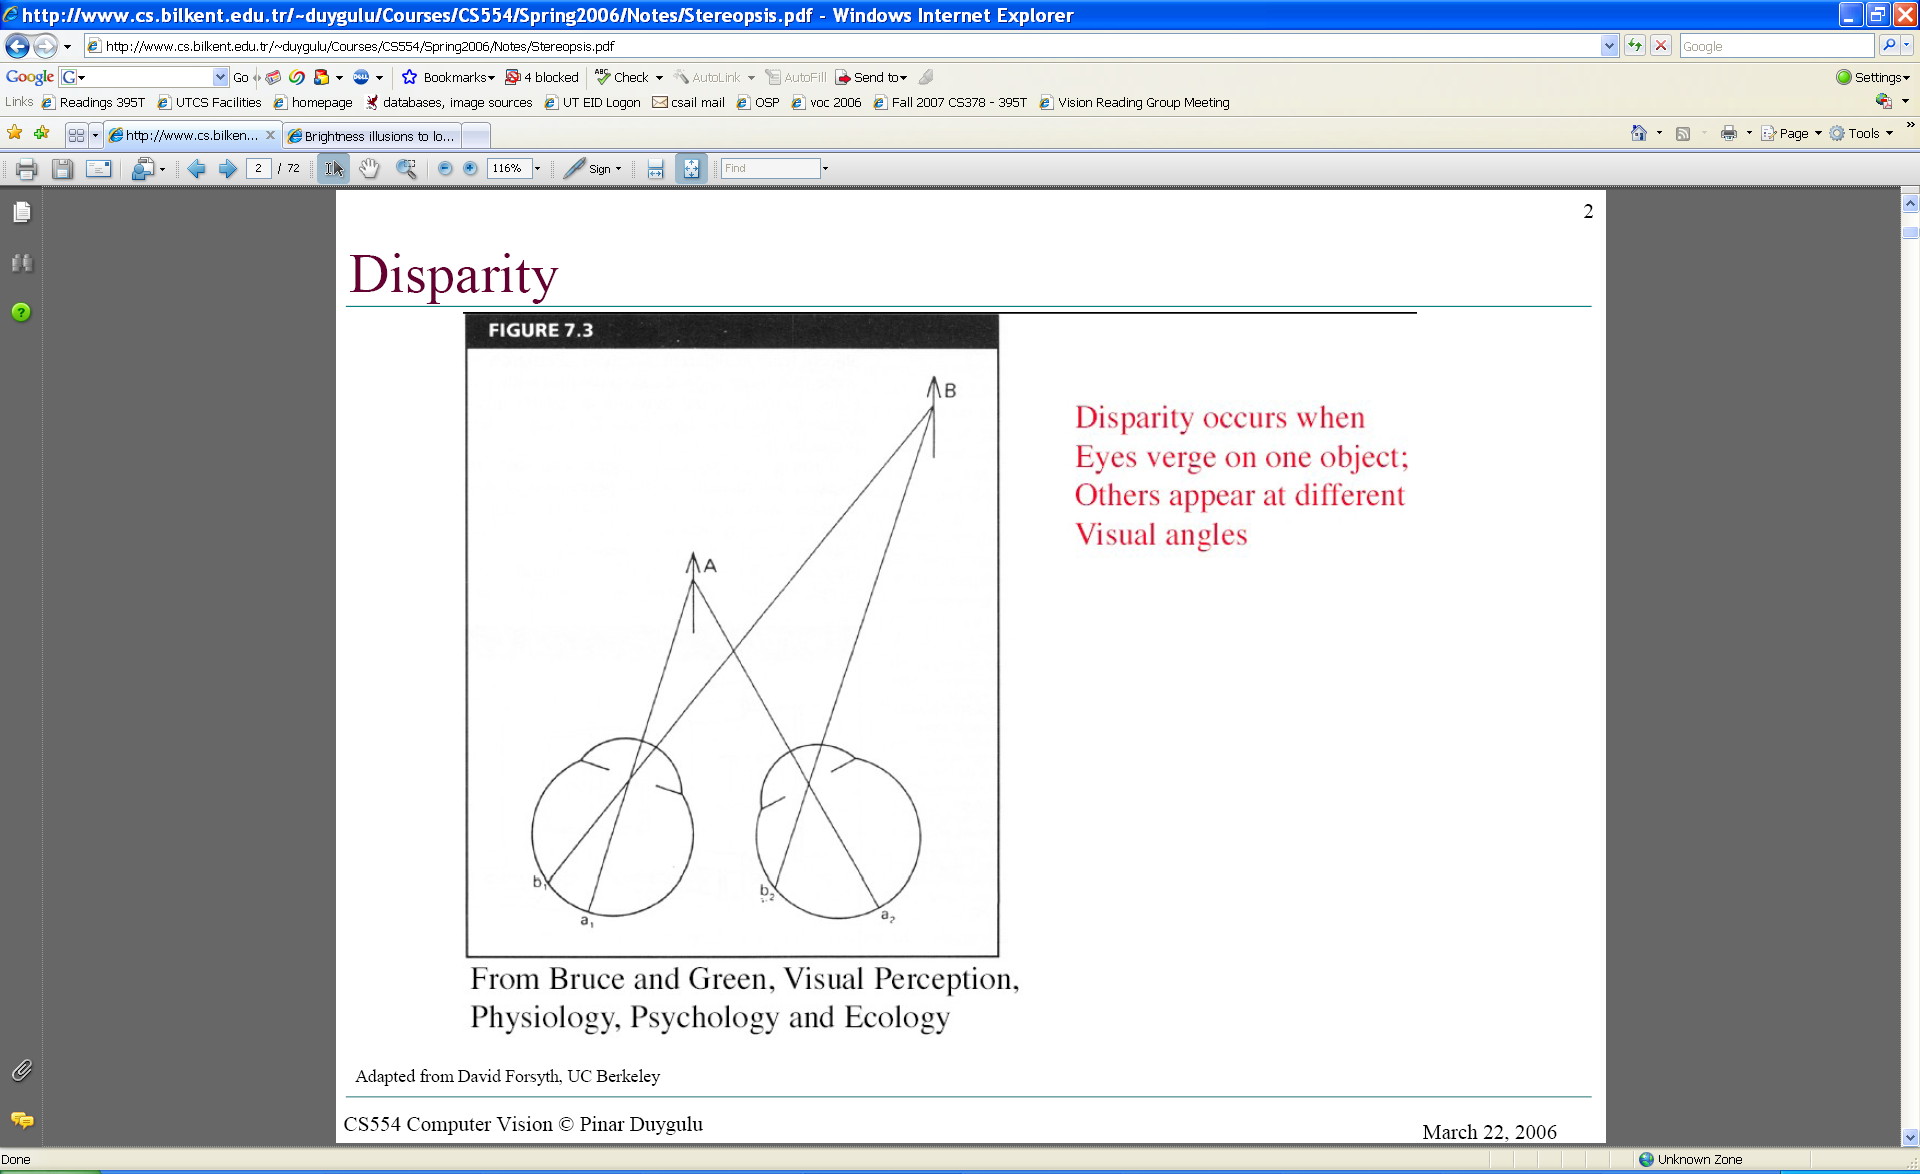 http://www.cs.bilkent.edu.tr/~duygulu/Courses/CS554/Spring2006/Notes/Stereopsis.pdf - Windows Internet Explorer
http://www.cs.bilkent.edu.tr/~duygulu/Courses/CS554/Spring2006/Notes/Stereopsis.pdf
Google
Google G Go Bookmarks 4 blocked ABC Check AutoLink AutoFill Send to Settings
Links Readings 395T UTCS Facilities homepage databases, image sources UT EID Logon csail mail OSP voc 2006 Fall 2007 CS378 - 395T Vision Reading Group Meeting
http://www.cs.bilken... Brightness illusions to lo... Page Tools
2 / 72 116% Sign Find
2
Disparity
FIGURE 7.3
B
Disparity occurs when
Eyes verge on one object;
Others appear at different
Visual angles
A
b1
a1
b2
a2
From Bruce and Green, Visual Perception,
Physiology, Psychology and Ecology
Adapted from David Forsyth, UC Berkeley
CS554 Computer Vision © Pinar Duygulu
March 22, 2006
Done
Unknown Zone